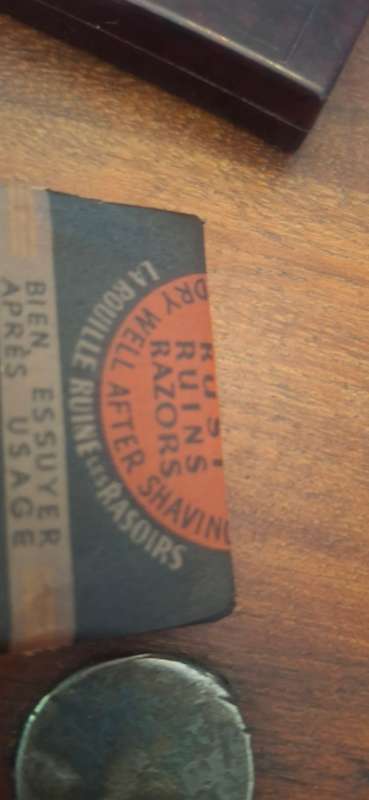 LA ROUILLE RUINE LES RASOIRS
DRY WELL AFTER SHAVING
RUST
RUINS
RAZORS
BIEN ESSUYER
APRÈS USAGE